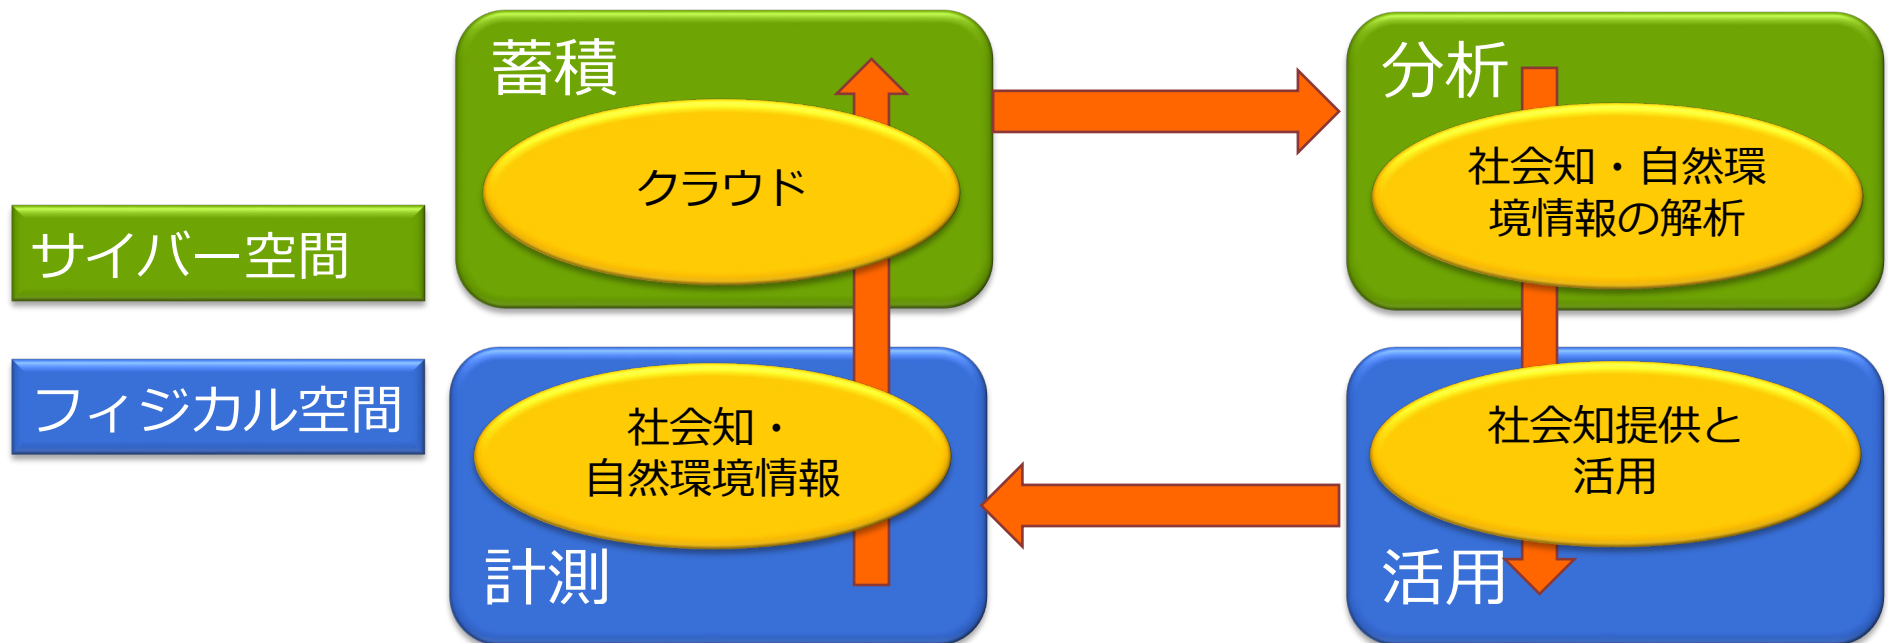 蓄積
クラウド
分析
社会知・自然環
境情報の解析
サイバー空間
フィジカル空間
社会知・
自然環境情報
計測
社会知提供と
活用
活用